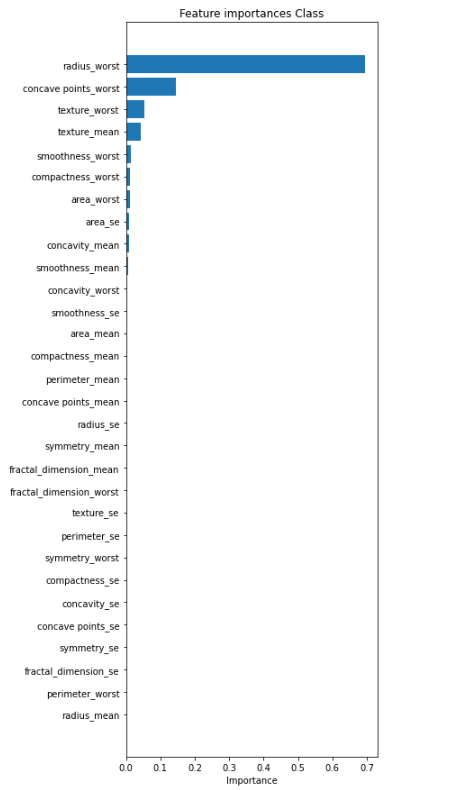 Feature importances Class
radius_worst
concave points_worst
texture_worst
texture_mean
smoothness_worst
compactness_worst
area_worst
area_se
concavity_mean
smoothness_mean
concavity_worst
smoothness_se
area_mean
compactness_mean
perimeter_mean
concave points_mean
radius_se
symmetry_mean
fractal_dimension_mean
fractal_dimension_worst
texture_se
perimeter_se
symmetry_worst
compactness_se
concavity_se
concave points_se
symmetry_se
fractal_dimension_se
perimeter_worst
radius_mean
0.0 0.1 0.2 0.3 0.4 0.5 0.6 0.7
Importance